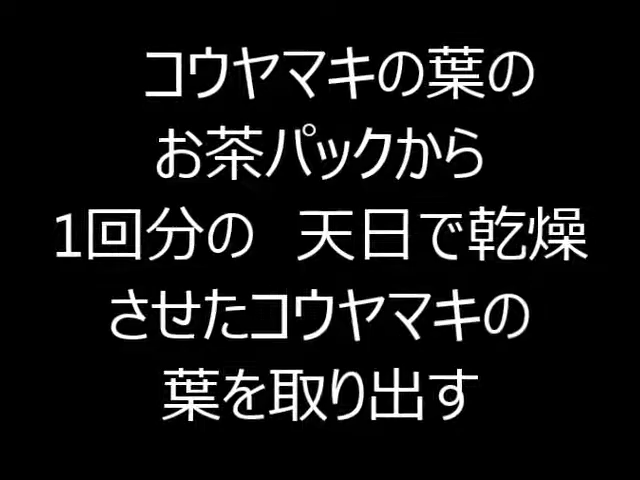 コウヤマキの葉の
お茶パックから
1回分の　天日で乾燥
させたコウヤマキの
葉を取り出す